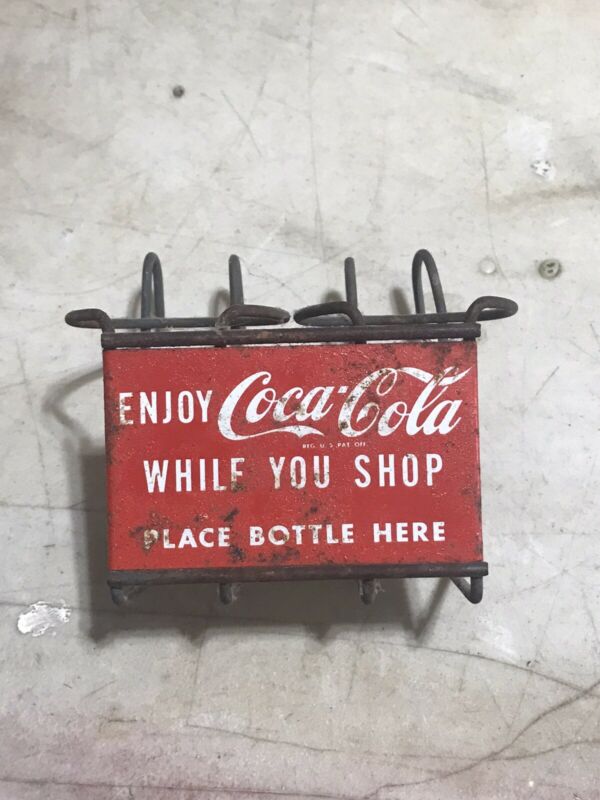 ENJOY Coca-Cola
REG. U.S. PAT. OFF.
WHILE YOU SHOP
PLACE BOTTLE HERE